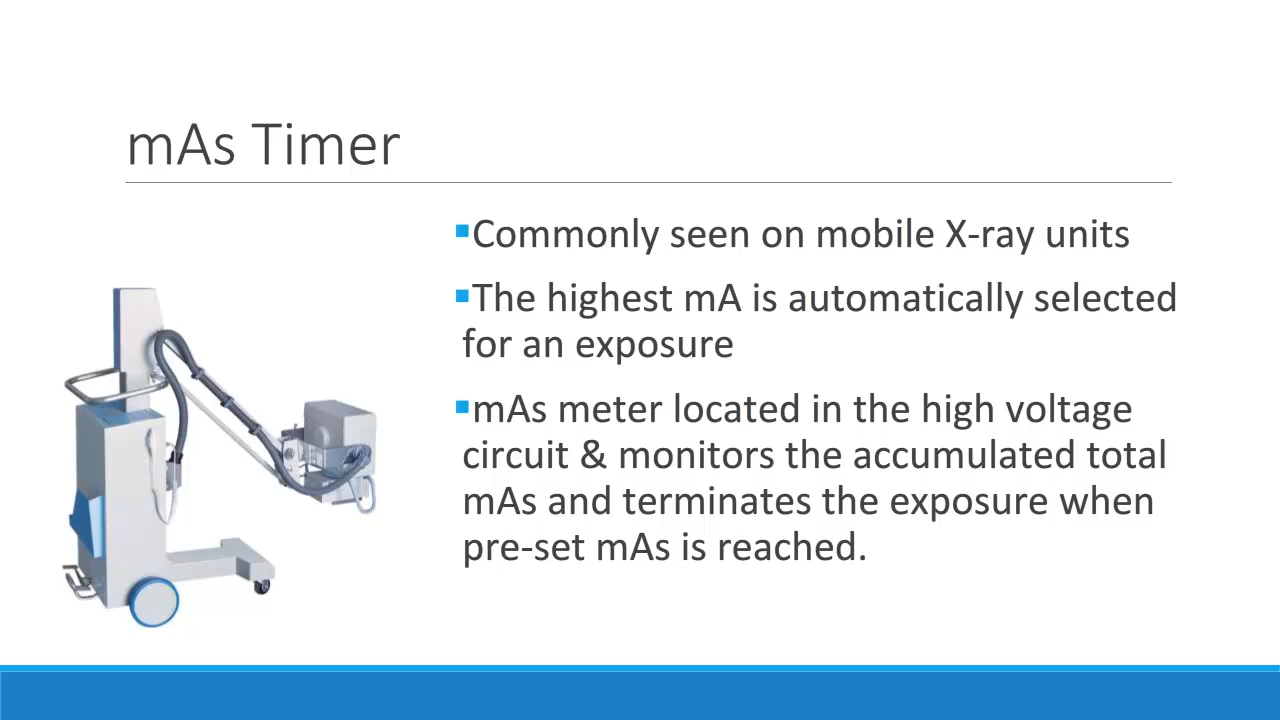 mAs Timer
▪Commonly seen on mobile X-ray units
▪The highest mA is automatically selected
for an exposure
▪mAs meter located in the high voltage
circuit & monitors the accumulated total
mAs and terminates the exposure when
pre-set mAs is reached.